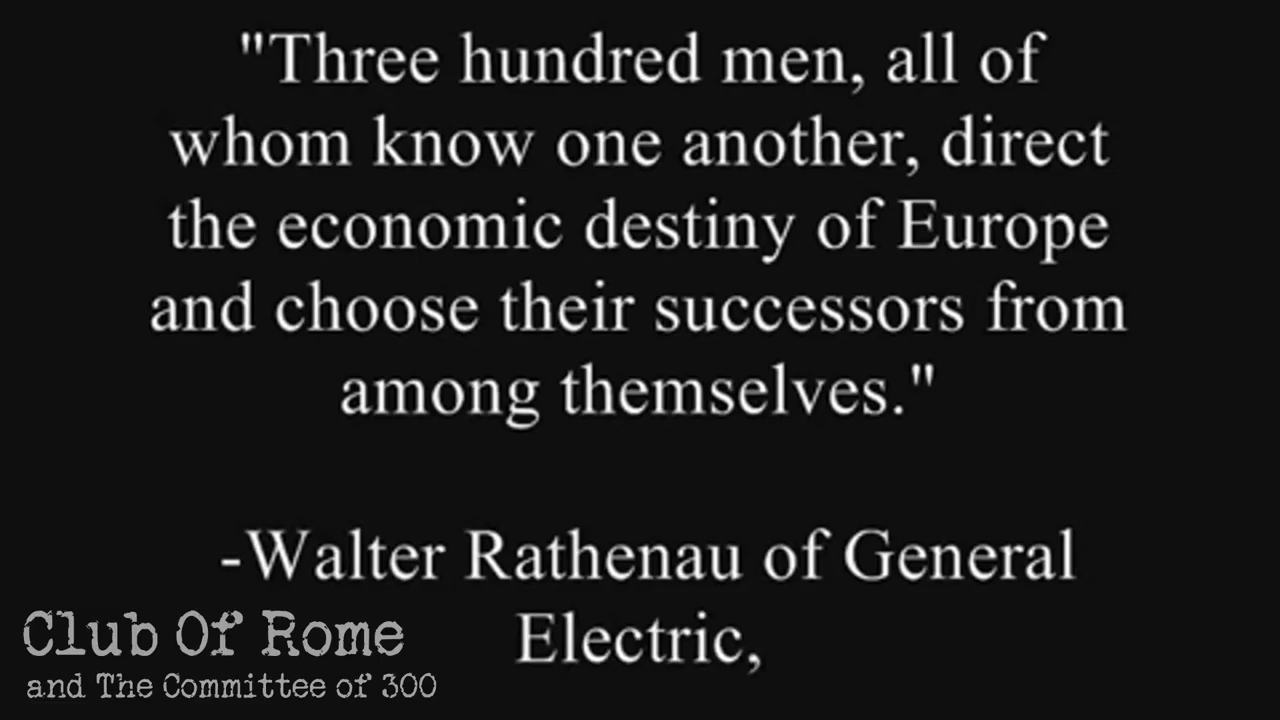 "Three hundred men, all of
whom know one another, direct
the economic destiny of Europe
and choose their successors from
among themselves."
-Walter Rathenau of General
Electric,
Club Of Rome
and The Committee of 300